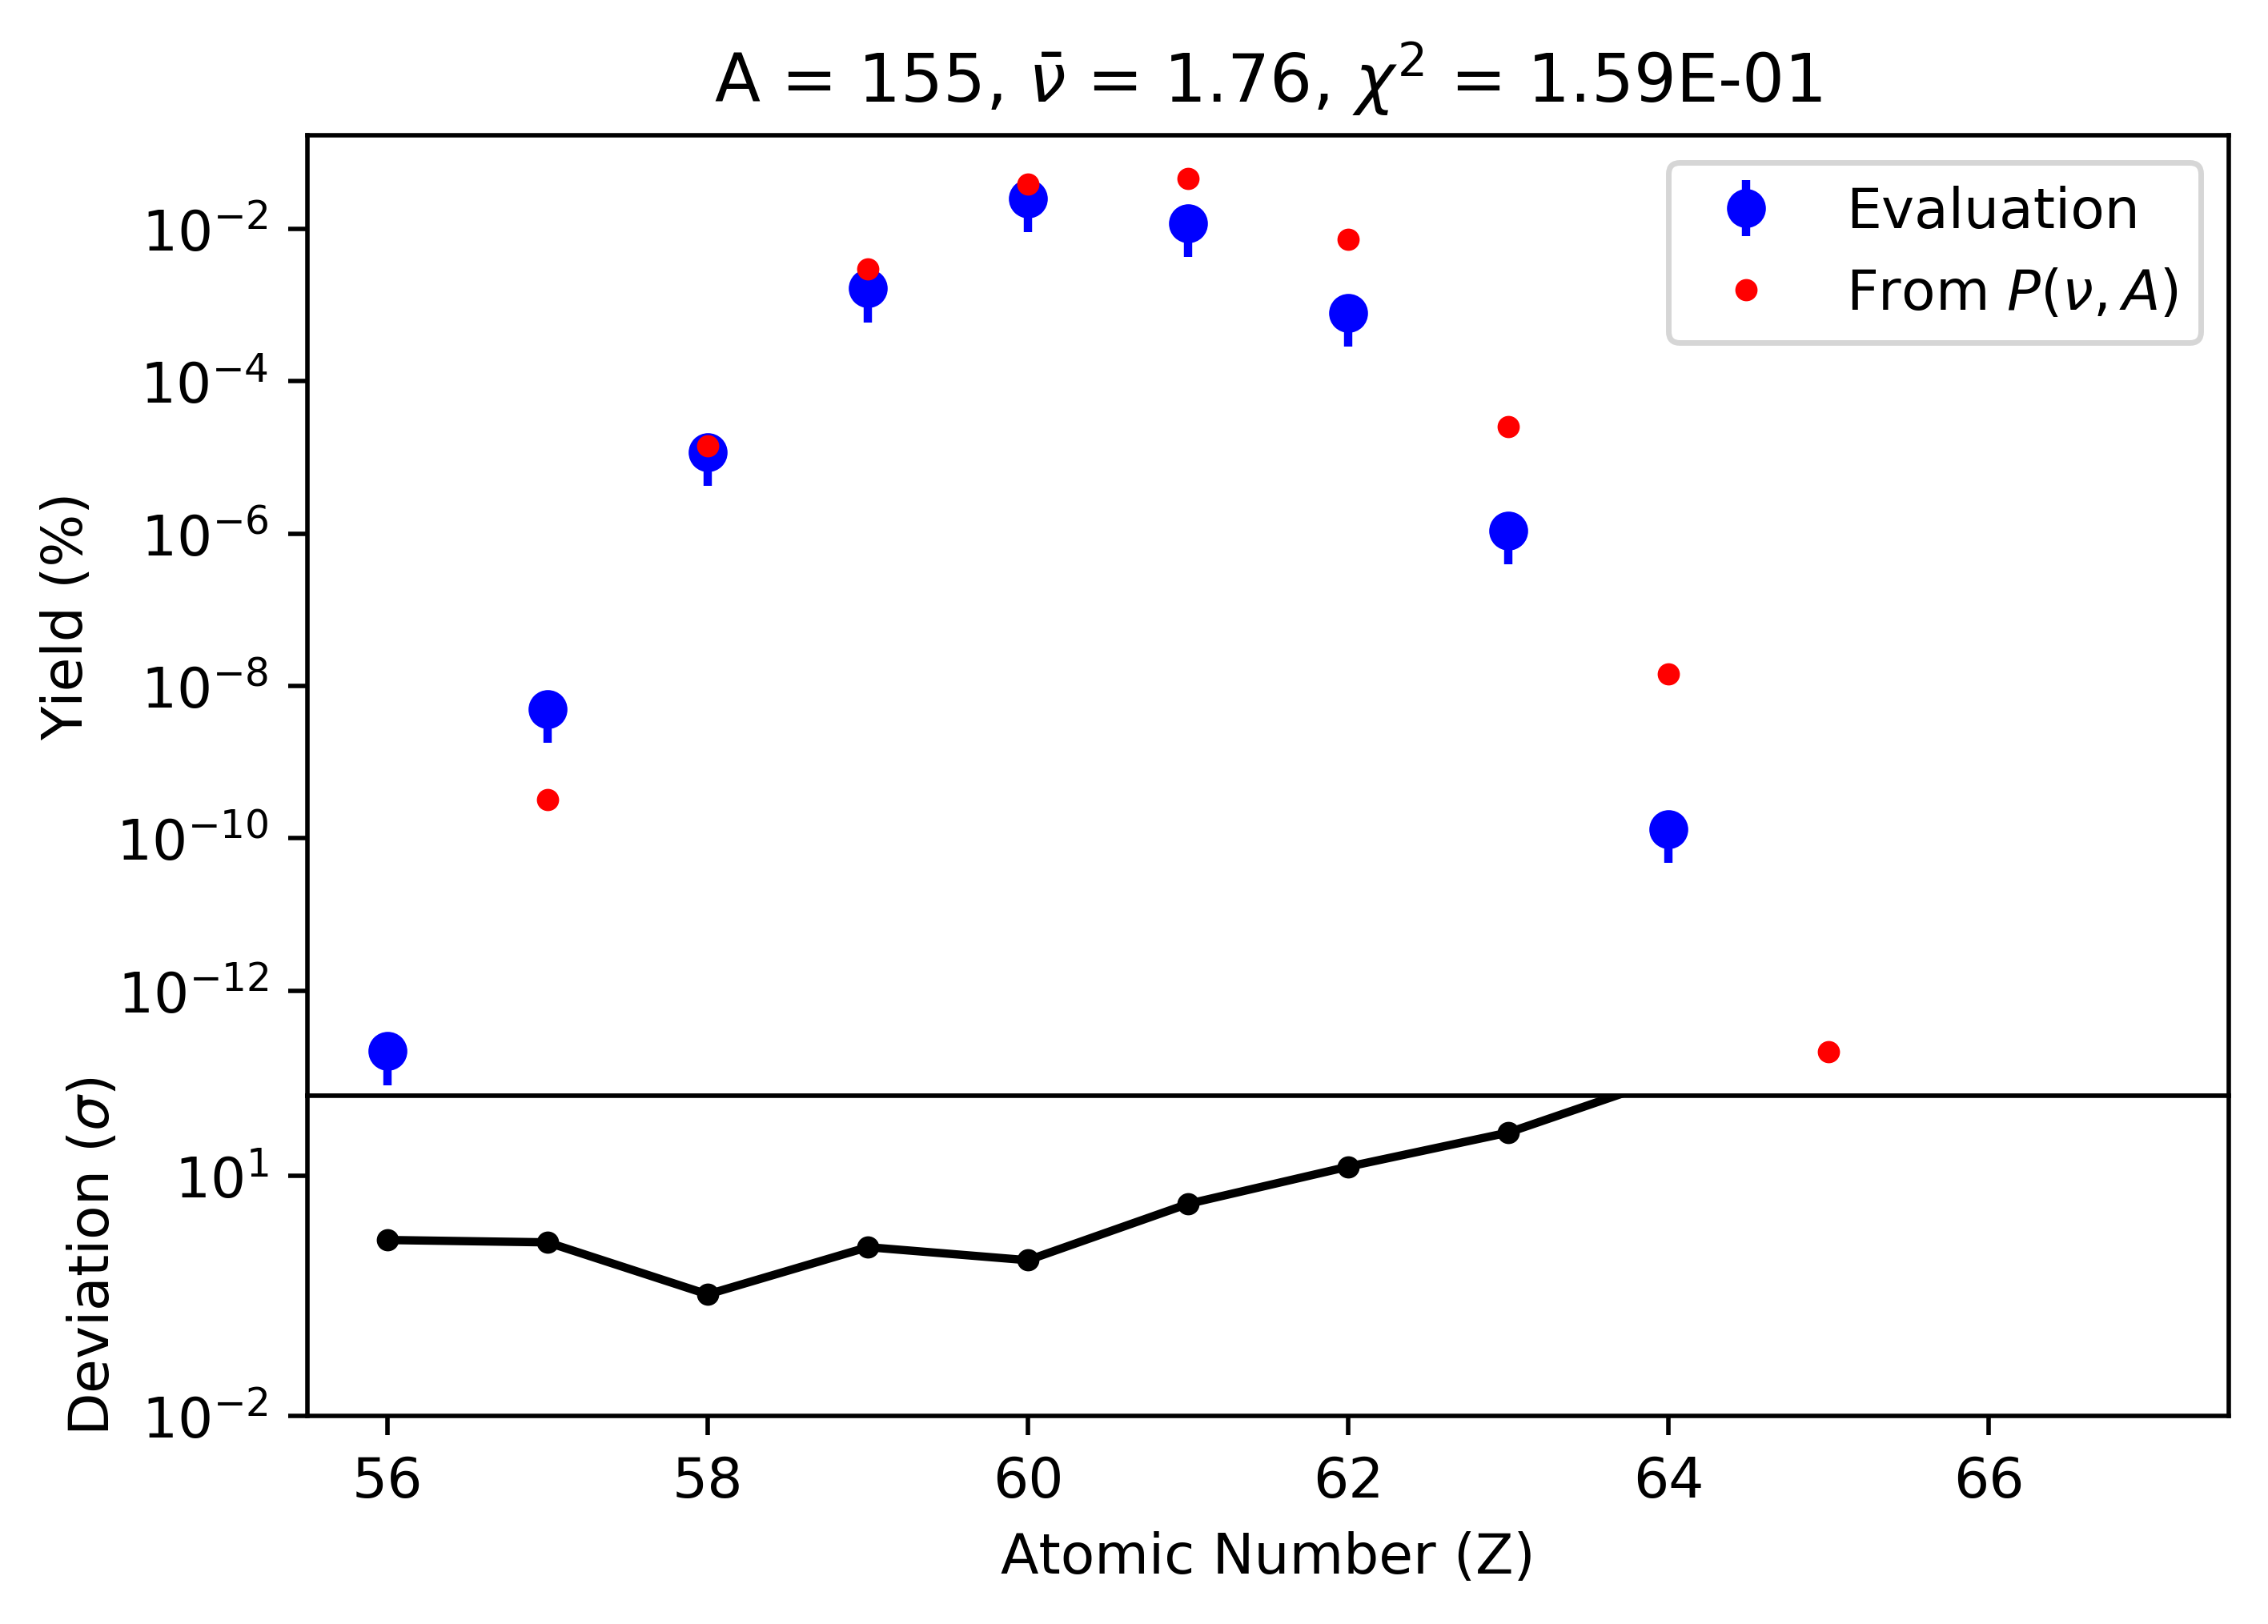 A = 155, ν̄ = 1.76, χ² = 1.59E-01
Evaluation
From P(ν, A)
Yield (%)
10⁻²
10⁻⁴
10⁻⁶
10⁻⁸
10⁻¹⁰
10⁻¹²
Deviation (σ)
10¹
10⁻²
56 58 60 62 64 66
Atomic Number (Z)